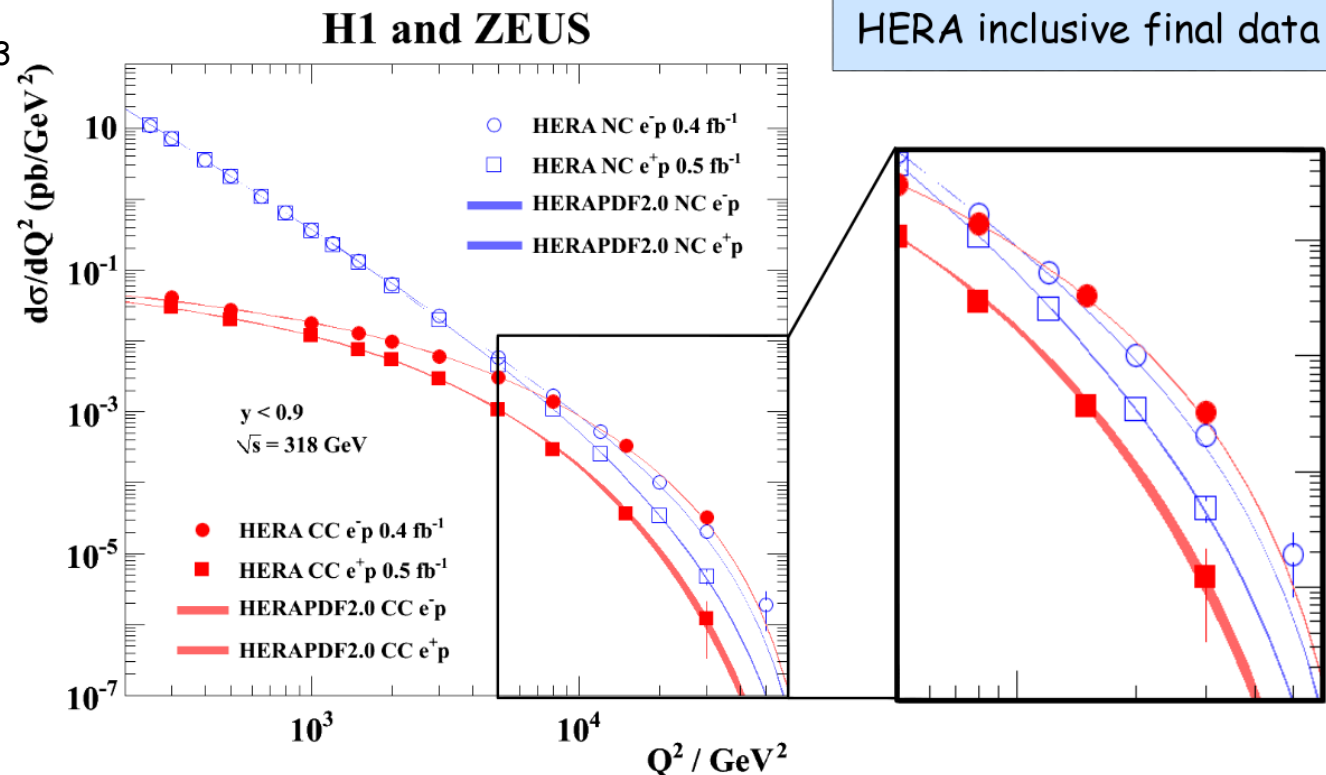 H1 and ZEUS
HERA inclusive final data
3
dσ/dQ² (pb/GeV²)
10
10⁻¹
10⁻³
10⁻⁵
10⁻⁷
HERA NC e⁻p 0.4 fb⁻¹
HERA NC e⁺p 0.5 fb⁻¹
HERAPDF2.0 NC e⁻p
HERAPDF2.0 NC e⁺p
y < 0.9
√s = 318 GeV
HERA CC e⁻p 0.4 fb⁻¹
HERA CC e⁺p 0.5 fb⁻¹
HERAPDF2.0 CC e⁻p
HERAPDF2.0 CC e⁺p
10³
10⁴
Q² / GeV²